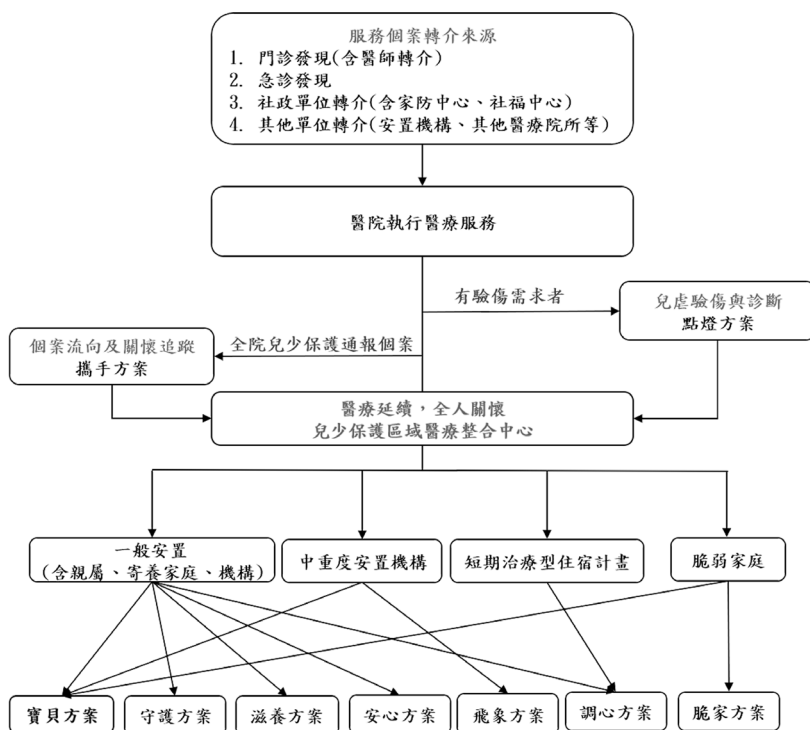 服務個案轉介來源
1. 門診發現(含醫師轉介)
2. 急診發現
3. 社政單位轉介(含家防中心、社福中心)
4. 其他單位轉介(安置機構、其他醫療院所等)
醫院執行醫療服務
有驗傷需求者
兒虐驗傷與診斷
點燈方案
全院兒少保護通報個案
個案流向及關懷追蹤
攜手方案
醫療延續，全人關懷
兒少保護區域醫療整合中心
一般安置
(含親屬、寄養家庭、機構)
中重度安置機構
短期治療型住宿計畫
脆弱家庭
寶貝方案
守護方案
滋養方案
安心方案
飛象方案
調心方案
脆家方案